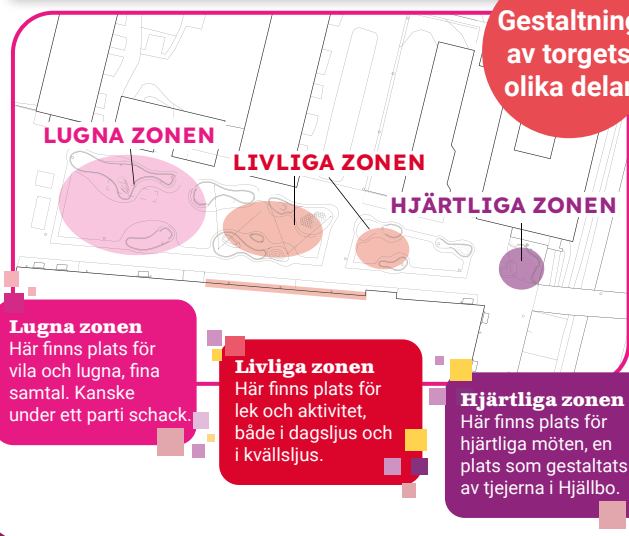 Gestaltning
av torgets
olika delar
LUGNA ZONEN
LIVLIGA ZONEN
HJÄRTLIGA ZONEN
Lugna zonen
Här finns plats för
vila och lugna, fina
samtal. Kanske
under ett parti schack.
Livliga zonen
Här finns plats för
lek och aktivitet,
både i dagsljus och
i kvällsljus.
Hjärtliga zonen
Här finns plats för
hjärtliga möten, en
plats som gestaltats
av tjejerna i Hjällbo.